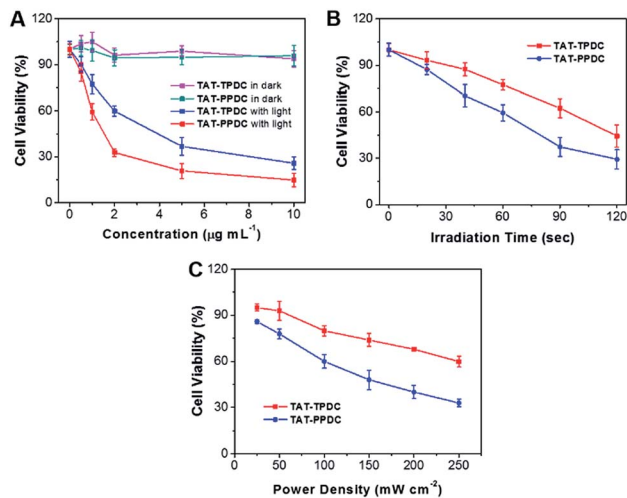 A
Cell Viability (%)
120
90
60
30
0
TAT-TPDC in dark
TAT-PPDC in dark
TAT-TPDC with light
TAT-PPDC with light
0 2 4 6 8 10
Concentration (μg mL⁻¹)
B
Cell Viability (%)
120
90
60
30
0
TAT-TPDC
TAT-PPDC
0 30 60 90 120
Irradiation Time (sec)
C
Cell Viability (%)
120
90
60
30
0
TAT-TPDC
TAT-PPDC
0 50 100 150 200 250
Power Density (mW cm⁻²)